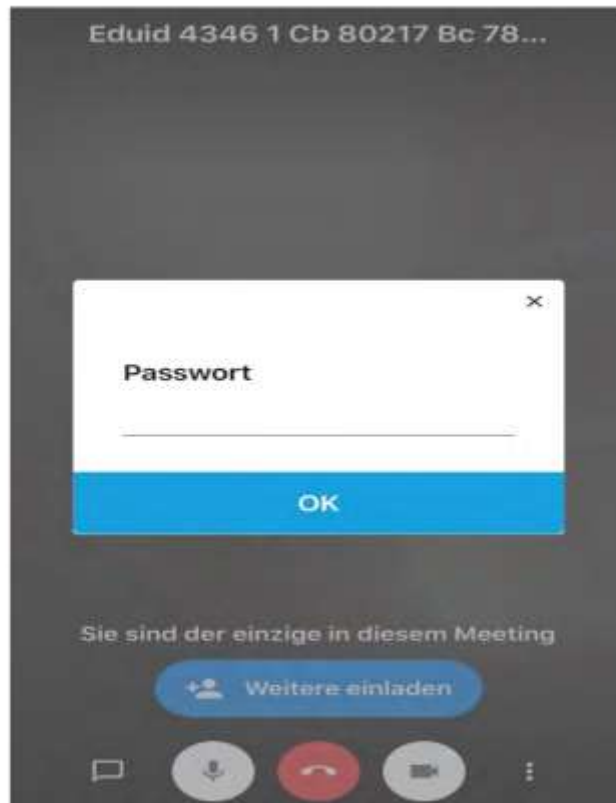 Eduid 4346 1 Cb 80217 Bc 78...
Passwort
OK
Sie sind der einzige in diesem Meeting
Weitere einladen